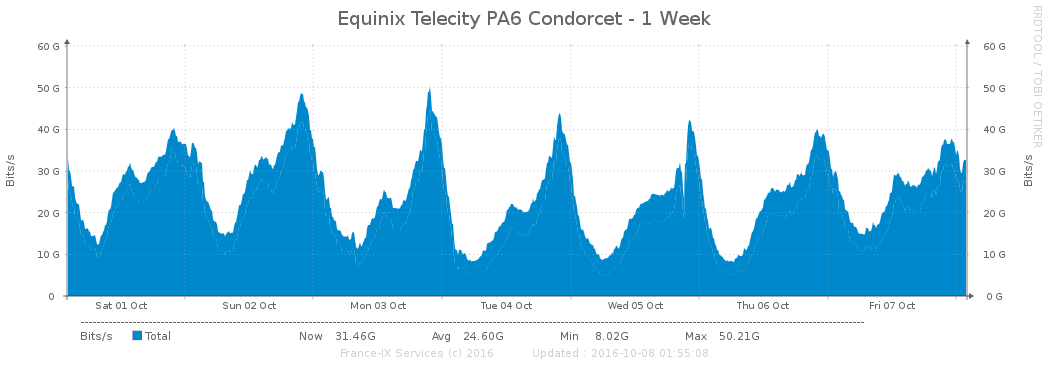 Equinix Telecity PA6 Condorcet - 1 Week
RRDTOOL / TOBI OETIKER
Bits/s
60 G 60 G
50 G 50 G
40 G 40 G
30 G 30 G
20 G 20 G
10 G 10 G
0 0 G
Bits/s
Sat 01 Oct Sun 02 Oct Mon 03 Oct Tue 04 Oct Wed 05 Oct Thu 06 Oct Fri 07 Oct
Bits/s Total Now 31.46G Avg 24.60G Min 8.02G Max 50.21G
France-IX Services (c) 2016 Updated : 2016-10-08 01:55:08